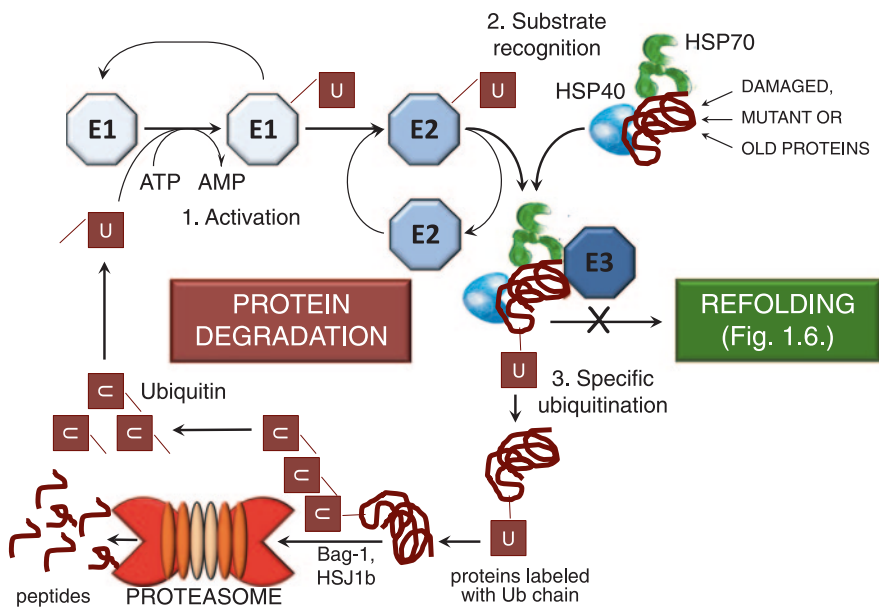 2. Substrate
recognition
HSP70
HSP40
DAMAGED,
MUTANT OR
OLD PROTEINS
U
U
E1
E1
E2
ATP
AMP
1. Activation
U
E2
E3
PROTEIN
DEGRADATION
REFOLDING
(Fig. 1.6.)
U
3. Specific
ubiquitination
U
Ubiquitin
U
U
U
U
U
U
Bag-1,
HSJ1b
proteins labeled
with Ub chain
peptides
PROTEASOME